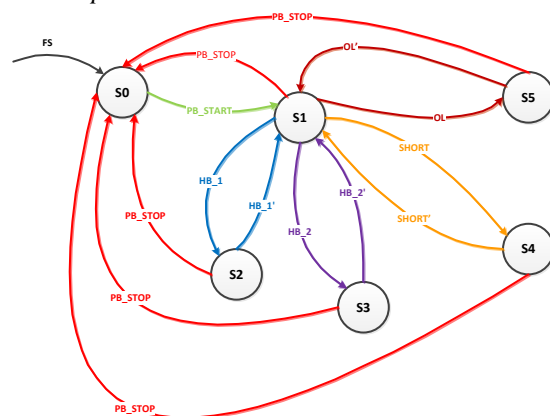 PB_STOP
FS
OL'
PB_STOP
S0
S5
PB_START
S1
OL
SHORT
HB_1
HB_2'
HB_1'
PB_STOP
SHORT'
HB_2
S4
S2
PB_STOP
S3
PB_STOP